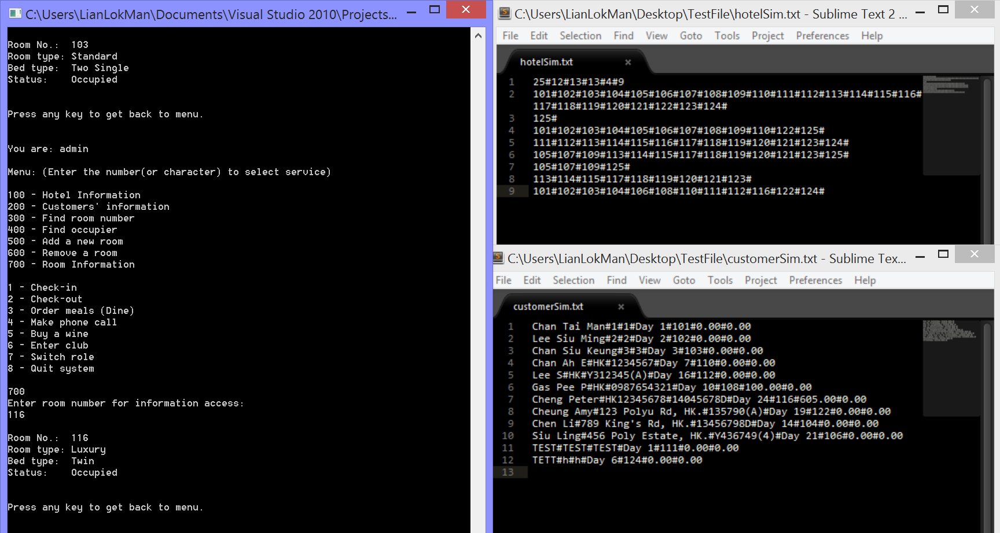 C:\Users\LianLokMan\Documents\Visual Studio 2010\Projects...
Room No.:  103
Room type: Standard
Bed type:  Two Single
Status:    Occupied
Press any key to get back to menu.
You are: admin
Menu: (Enter the number(or character) to select service)
100 - Hotel Information
200 - Customers' information
300 - Find room number
400 - Find occupier
500 - Add a new room
600 - Remove a room
700 - Room Information
1 - Check-in
2 - Check-out
3 - Order meals (Dine)
4 - Make phone call
5 - Buy a wine
6 - Enter club
7 - Switch role
8 - Quit system
700
Enter room number for information access:
116
Room No.:  116
Room type: Luxury
Bed type:  Twin
Status:    Occupied
Press any key to get back to menu.
C:\Users\LianLokMan\Desktop\TestFile\hotelSim.txt - Sublime Text 2 ...
File Edit Selection Find View Goto Tools Project Preferences Help
hotelSim.txt
1 25#12#13#13#4#9
2 101#102#103#104#105#106#107#108#109#110#111#112#113#114#115#116#
117#118#119#120#121#122#123#124#
3 125#
4 101#102#103#104#105#106#107#108#109#110#122#125#
5 111#112#113#114#115#116#117#118#119#120#121#123#124#
6 105#107#109#113#114#115#117#118#119#120#121#123#125#
7 105#107#109#125#
8 113#114#115#117#118#119#120#121#123#
9 101#102#103#104#106#108#110#111#112#116#122#124#
C:\Users\LianLokMan\Desktop\TestFile\customerSim.txt - Sublime Tex...
File Edit Selection Find View Goto Tools Project Preferences Help
customerSim.txt
1 Chan Tai Man#1#1#Day 1#101#0.00#0.00
2 Lee Siu Ming#2#2#Day 2#102#0.00#0.00
3 Chan Siu Keung#3#3#Day 3#103#0.00#0.00
4 Chan Ah E#HK#1234567#Day 7#110#0.00#0.00
5 Lee S#HK#Y312345(A)#Day 16#112#0.00#0.00
6 Gas Pee P#HK#0987654321#Day 10#108#100.00#0.00
7 Cheng Peter#HK12345678#14045678D#Day 24#116#605.00#0.00
8 Cheung Amy#123 Polyu Rd, HK.#135790(A)#Day 19#122#0.00#0.00
9 Chen Li#789 King's Rd, HK.#13456798D#Day 14#104#0.00#0.00
10 Siu Ling#456 Poly Estate, HK.#Y436749(4)#Day 21#106#0.00#0.00
11 TEST#TEST#TEST#Day 1#111#0.00#0.00
12 TETT#h#h#Day 6#124#0.00#0.00
13